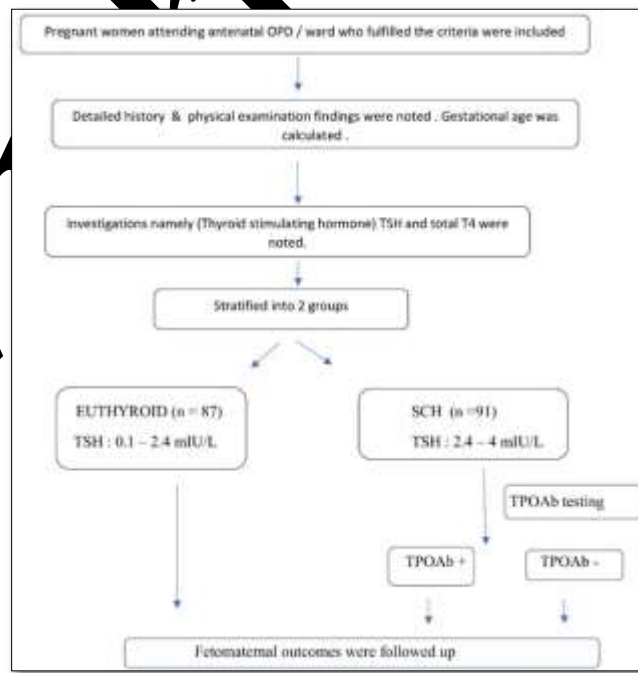 Pregnant women attending antenatal OPD / ward who fulfilled the criteria were included
Detailed history & physical examination findings were noted . Gestational age was
calculated .
Investigations namely (Thyroid stimulating hormone) TSH and total T4 were
noted.
Stratified into 2 groups
EUTHYROID (n = 87)
TSH : 0.1 – 2.4 mIU/L
SCH (n =91)
TSH : 2.4 – 4 mIU/L
TPOAb testing
TPOAb +
TPOAb -
Fetomaternal outcomes were followed up